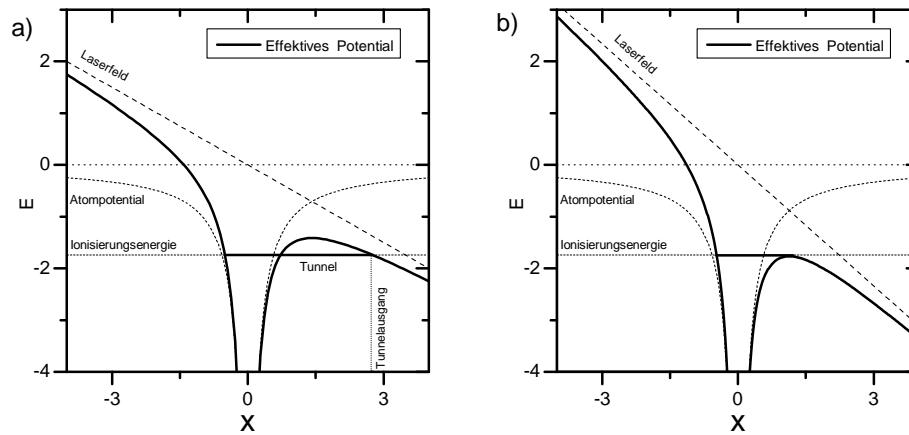 a)
Effektives Potential
Laserfeld
2
0
-2
-4
E
Atompotential
Ionisierungsenergie
Tunnel
Tunnelausgang
-3
0
3
X
b)
Effektives Potential
Laserfeld
2
0
-2
-4
E
Atompotential
Ionisierungsenergie
-3
0
3
X